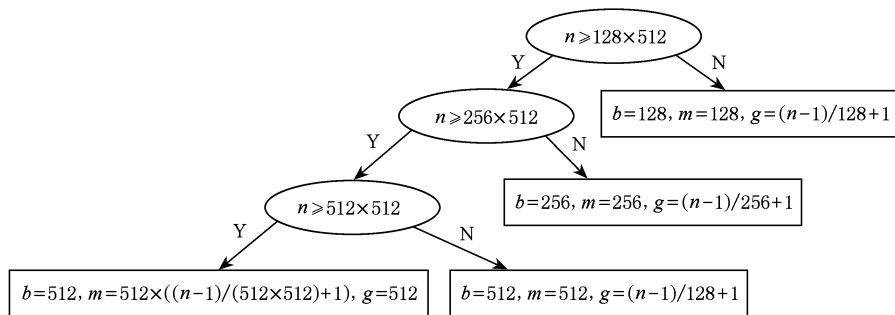 n⩾128×512
Y
N
n⩾256×512
b=128, m=128, g=(n−1)/128+1
Y
N
n⩾512×512
b=256, m=256, g=(n−1)/256+1
Y
N
b=512, m=512×((n−1)/(512×512)+1), g=512
b=512, m=512, g=(n−1)/128+1